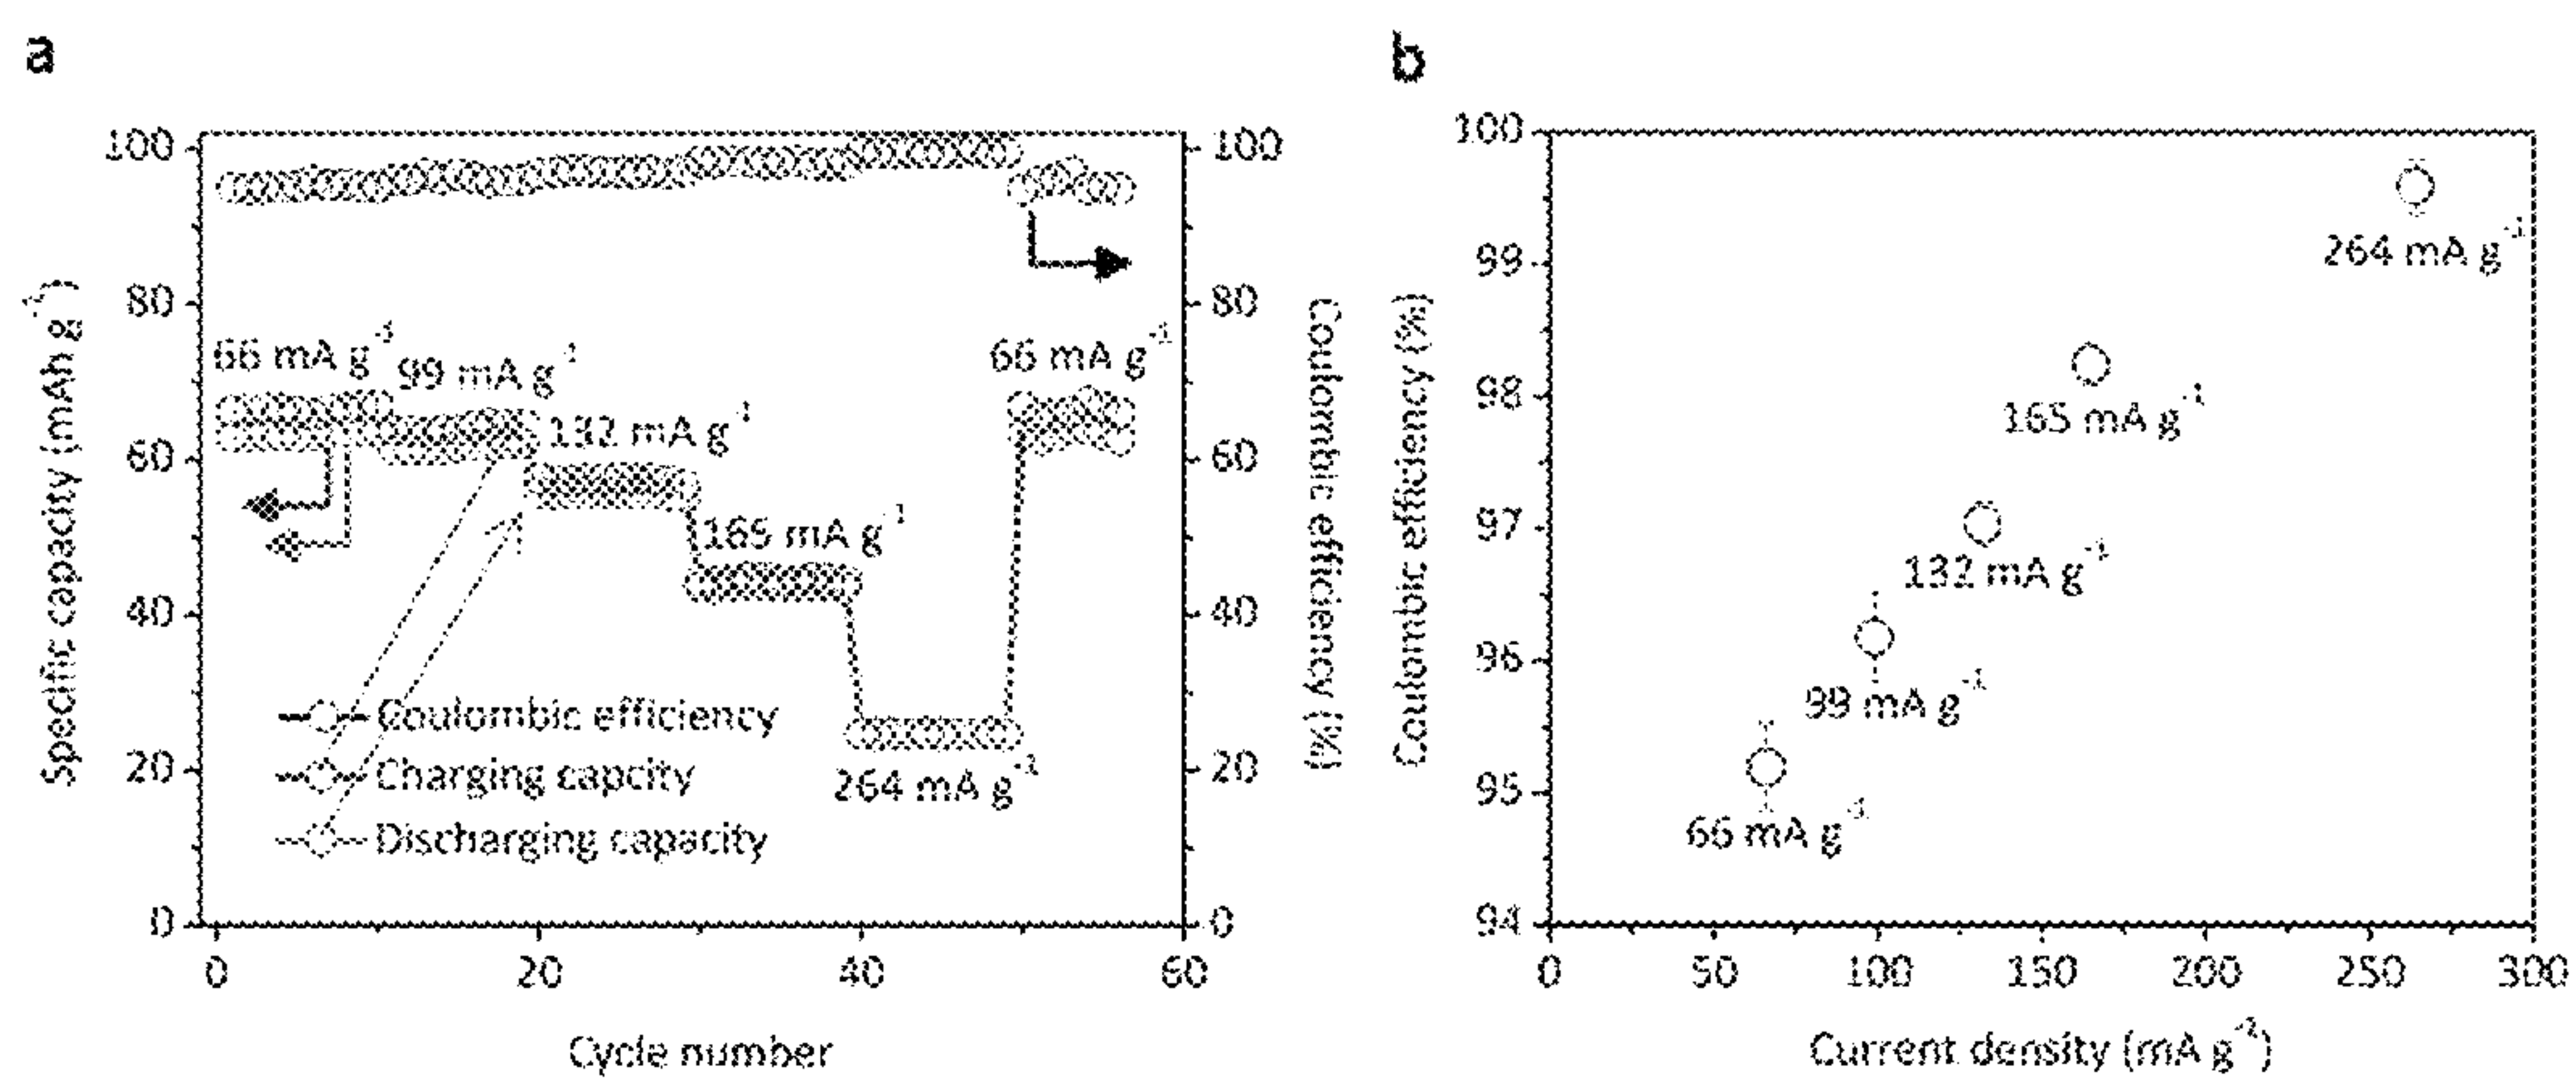 a
100
80
60
40
20
0
Specific capacity (mAh g⁻¹)
66 mA g⁻¹
99 mA g⁻¹
132 mA g⁻¹
165 mA g⁻¹
264 mA g⁻¹
66 mA g⁻¹
Coulombic efficiency
Charging capcity
Discharging capacity
100
80
60
40
20
0
Coulombic efficiency (%)
0 20 40 60
Cycle number
b
100
99
98
97
96
95
94
Coulombic efficiency (%)
264 mA g⁻¹
165 mA g⁻¹
132 mA g⁻¹
99 mA g⁻¹
66 mA g⁻¹
0 50 100 150 200 250 300
Current density (mA g⁻¹)